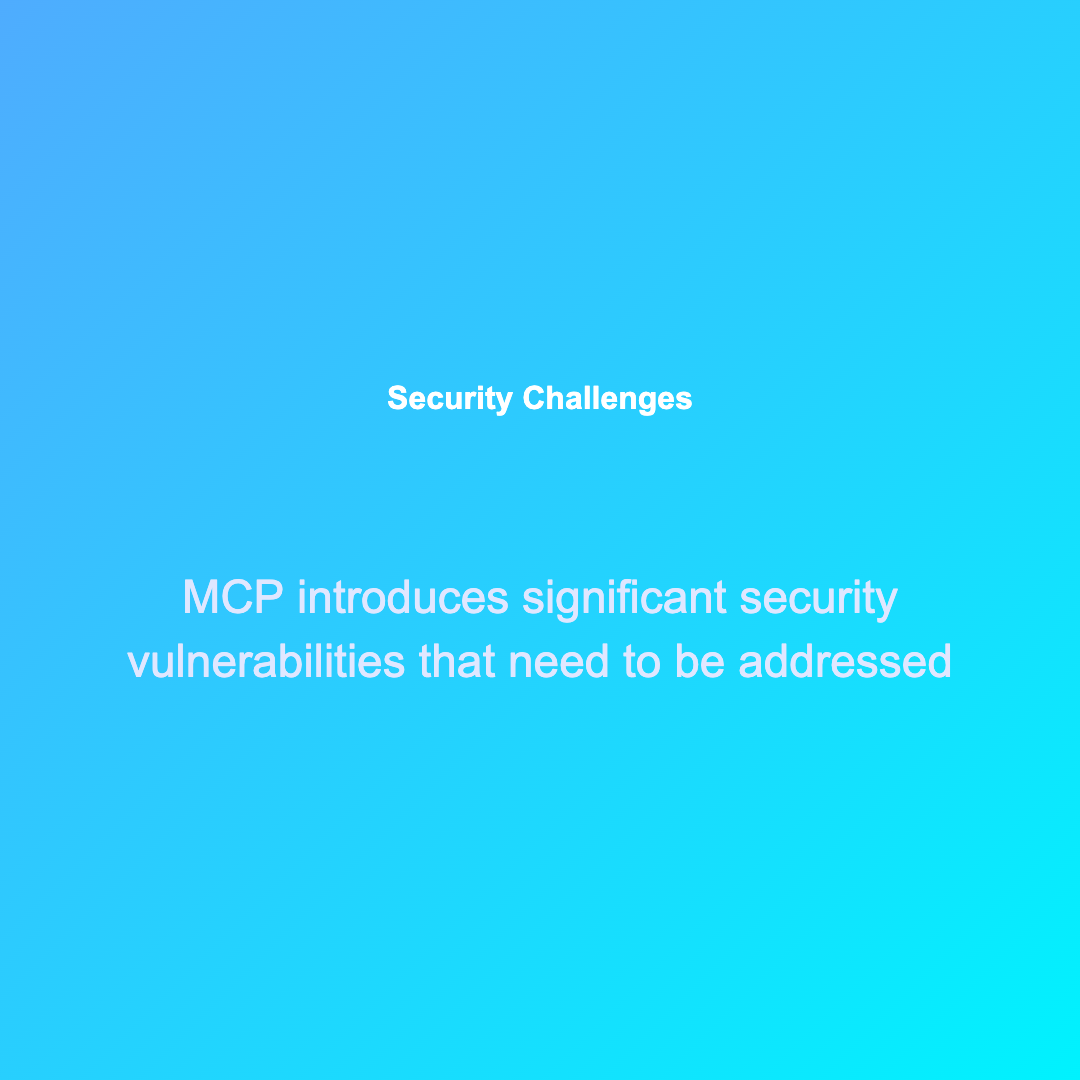 Security Challenges
MCP introduces significant security
vulnerabilities that need to be addressed